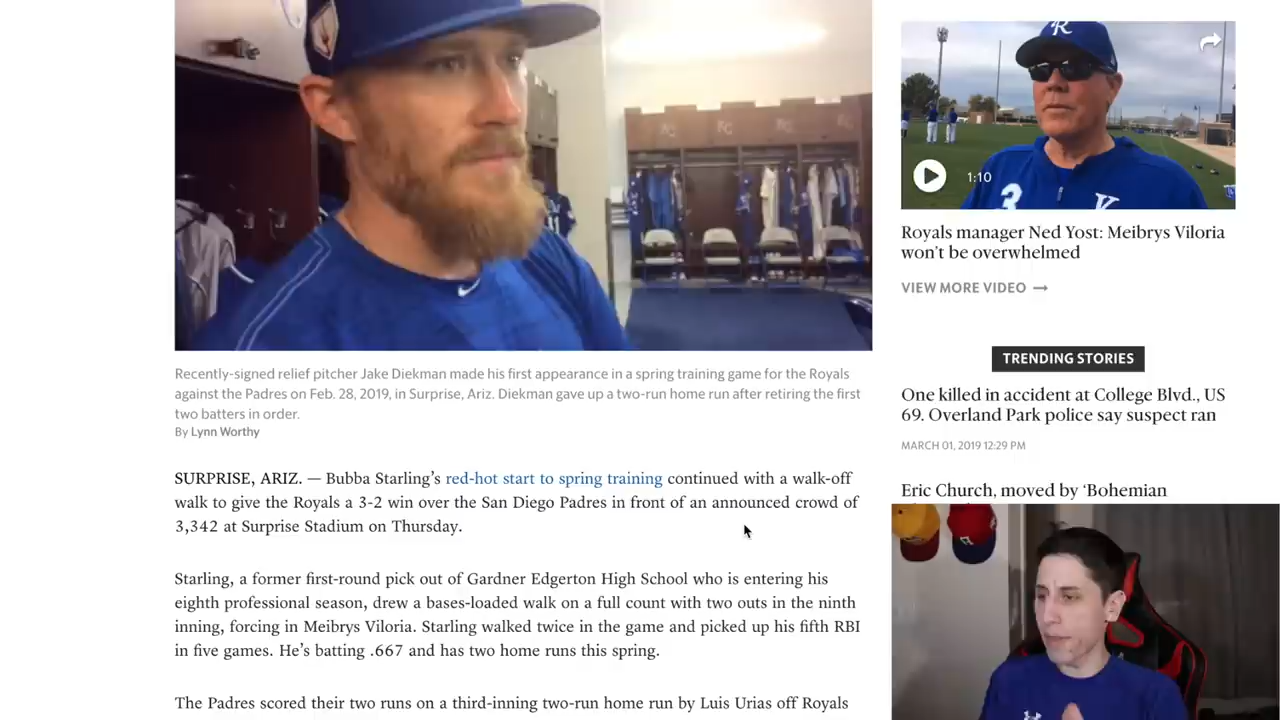 Recently-signed relief pitcher Jake Diekman made his first appearance in a spring training game for the Royals
against the Padres on Feb. 28, 2019, in Surprise, Ariz. Diekman gave up a two-run home run after retiring the first
two batters in order.
By Lynn Worthy
SURPRISE, ARIZ. — Bubba Starling’s red-hot start to spring training continued with a walk-off
walk to give the Royals a 3-2 win over the San Diego Padres in front of an announced crowd of
3,342 at Surprise Stadium on Thursday.
Starling, a former first-round pick out of Gardner Edgerton High School who is entering his
eighth professional season, drew a bases-loaded walk on a full count with two outs in the ninth
inning, forcing in Meibrys Viloria. Starling walked twice in the game and picked up his fifth RBI
in five games. He’s batting .667 and has two home runs this spring.
The Padres scored their two runs on a third-inning two-run home run by Luis Urias off Royals
R
3
K
1:10
Royals manager Ned Yost: Meibrys Viloria
won’t be overwhelmed
VIEW MORE VIDEO →
TRENDING STORIES
One killed in accident at College Blvd., US
69. Overland Park police say suspect ran
MARCH 01, 2019 12:29 PM
Eric Church, moved by ‘Bohemian